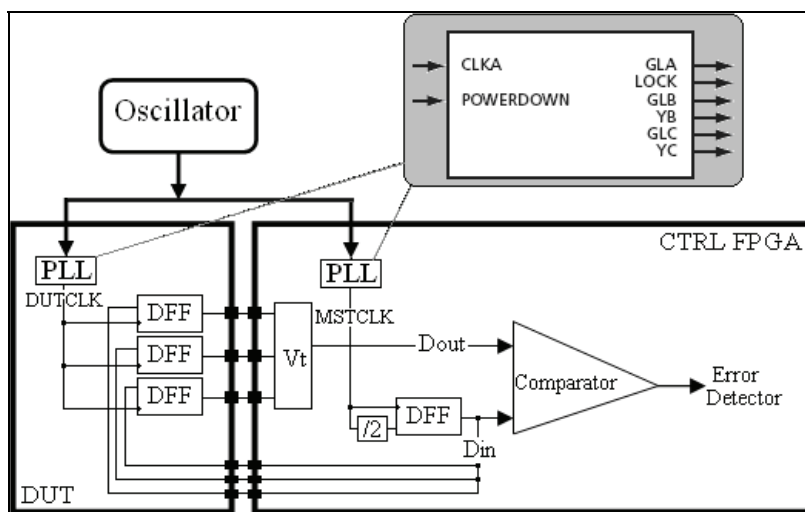 CLKA
GLA
LOCK
POWERDOWN
GLB
YB
GLC
YC
Oscillator
CTRL FPGA
PLL
PLL
DUTCLK
MSTCLK
DFF
DFF
DFF
Vt
Dout
Comparator
Error
Detector
DFF
/2
Din
DUT